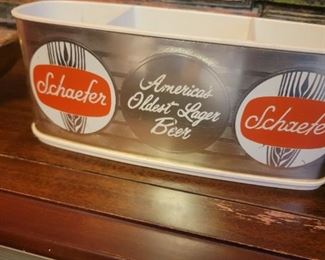 Schaefer
America's
Oldest Lager
Beer
Schaefer